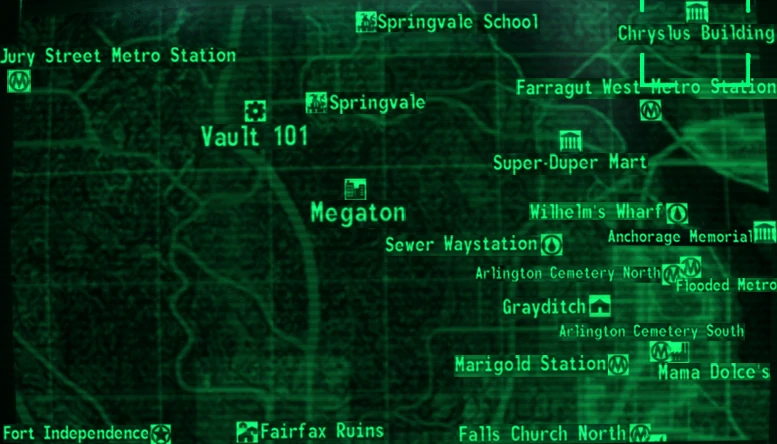 Springvale School
Chryslus Building
Jury Street Metro Station
Farragut West Metro Station
Springvale
Vault 101
Super-Duper Mart
Megaton
Wilhelm's Wharf
Anchorage Memorial
Sewer Waystation
Arlington Cemetery North
Flooded Metro
Grayditch
Arlington Cemetery South
Marigold Station
Mama Dolce's
Fort Independence
Fairfax Ruins
Falls Church North